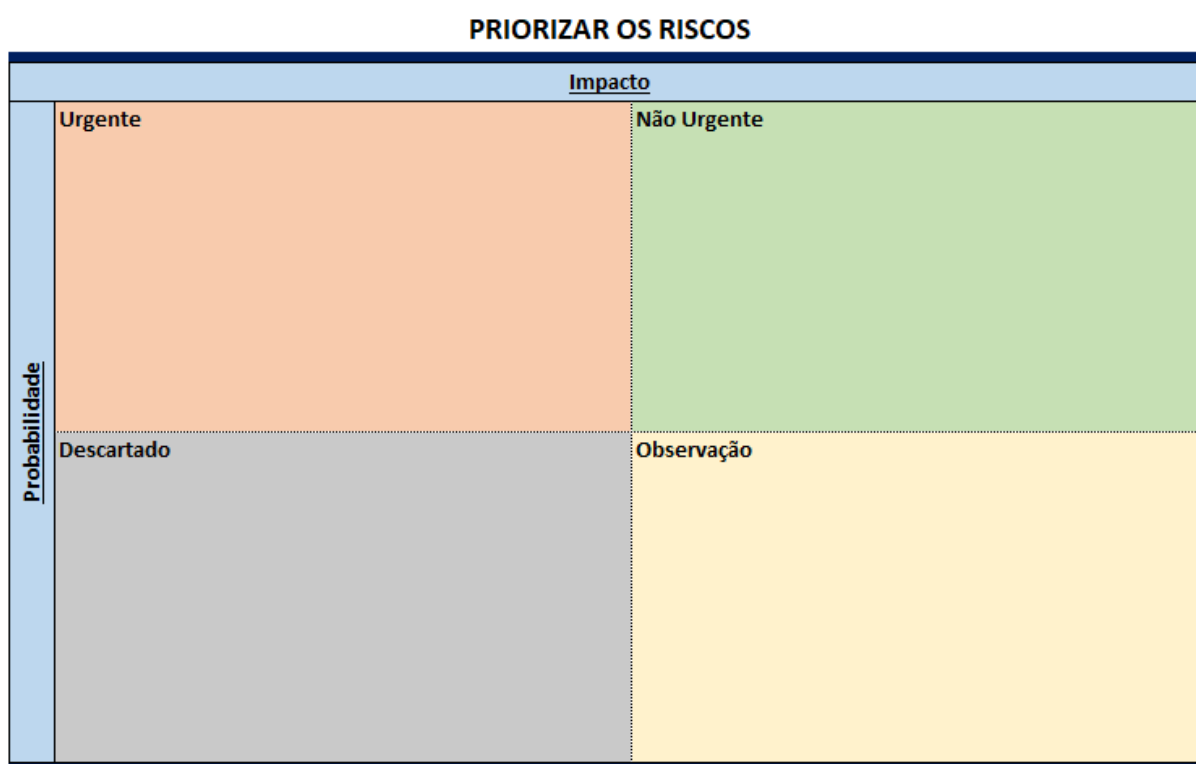 PRIORIZAR OS RISCOS
Impacto
Urgente
Não Urgente
Probabilidade
Descartado
Observação